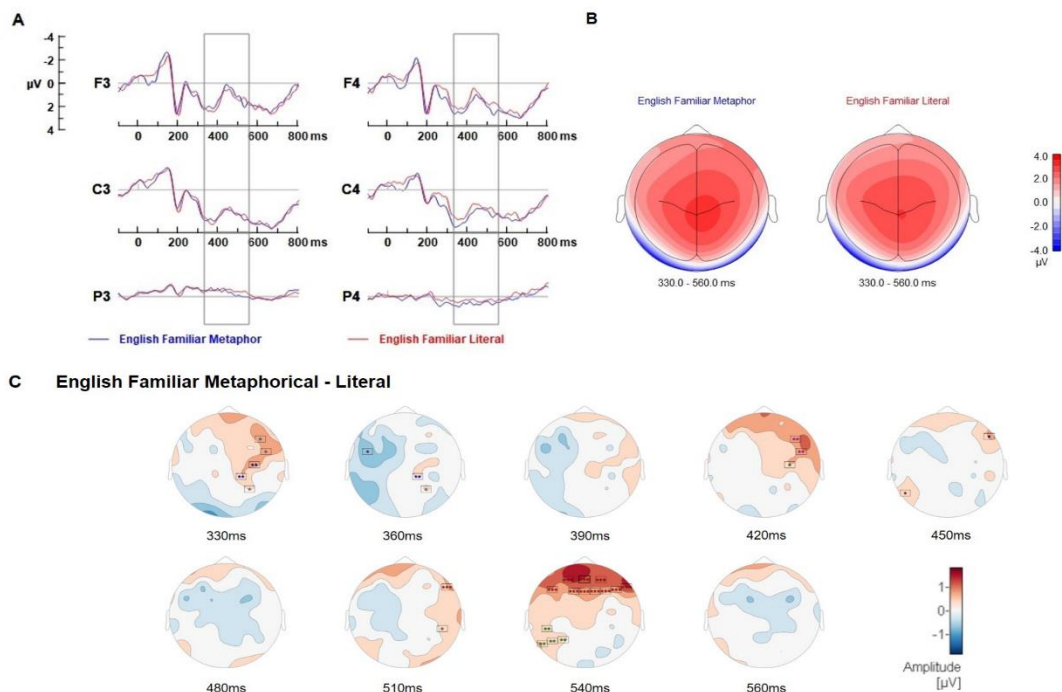 A
-4
-2
µV 0
2
4
F3
F4
0 200 400 600 800 ms
0 200 400 600 800 ms
C3
C4
0 200 400 600 800 ms
0 200 400 600 800 ms
P3
P4
English Familiar Metaphor
English Familiar Literal
B
English Familiar Metaphor
English Familiar Literal
4.0
2.0
0.0
-2.0
-4.0
µV
330.0 - 560.0 ms
330.0 - 560.0 ms
C English Familiar Metaphorical - Literal
330ms
360ms
390ms
420ms
450ms
480ms
510ms
540ms
560ms
1
0
-1
Amplitude
[µV]